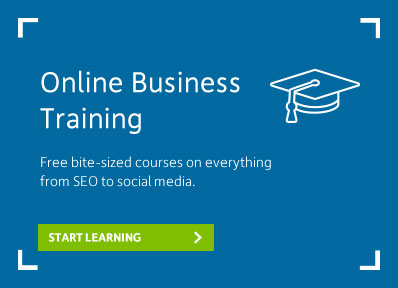 Online Business
Training
Free bite-sized courses on everything
from SEO to social media.
START LEARNING